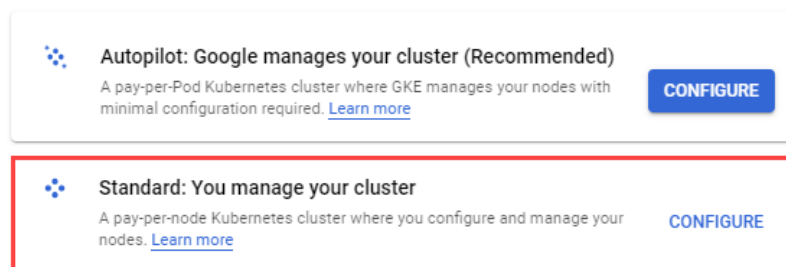 Autopilot: Google manages your cluster (Recommended)
A pay-per-Pod Kubernetes cluster where GKE manages your nodes with
minimal configuration required. Learn more
CONFIGURE
Standard: You manage your cluster
A pay-per-node Kubernetes cluster where you configure and manage your
nodes. Learn more
CONFIGURE